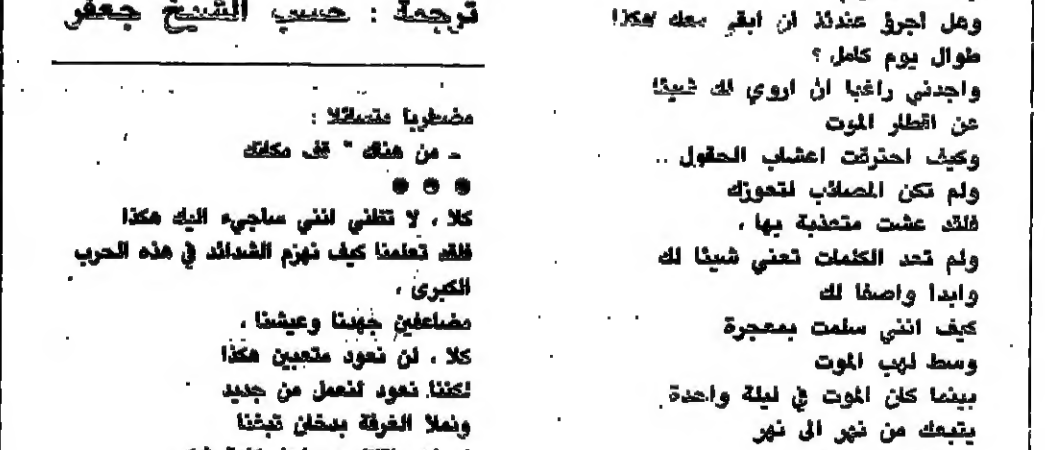 وهل أجرؤ عندئذ ان ابقى معك هكذا
طوال يوم كامل ؟
واجدني راغبا ان اروي لك شيئا
عن اقطار الموت
وكيف احترقت اعشاب الحقول ..
ولم تكن المصائب لتعوزك
فلقد عشت متعذبة بها ،
ولم تعد الكلمات تعني شيئا لك
وابدا واصفا لك
كيف انني سلمت بمعجزة
وسط لهب الموت
بينما كان الموت في ليلة واحدة
يتبعك من نهر الى نهر
ترجمة : حسب الشيخ جعفر
مضطربا متسائلا :
ـ من هناك " قف مكانك
● ● ●
كلا ، لا تظني انني ساجيء اليك هكذا
فلقد تعلمنا كيف نهزم الشدائد في هذه الحرب
الكبرى ،
مضاعفين جهدنا وعيشنا ،
كلا ، لن نعود متعبين هكذا
لكننا نعود لنعمل من جديد
ونملا الغرفة بدخان تبغنا